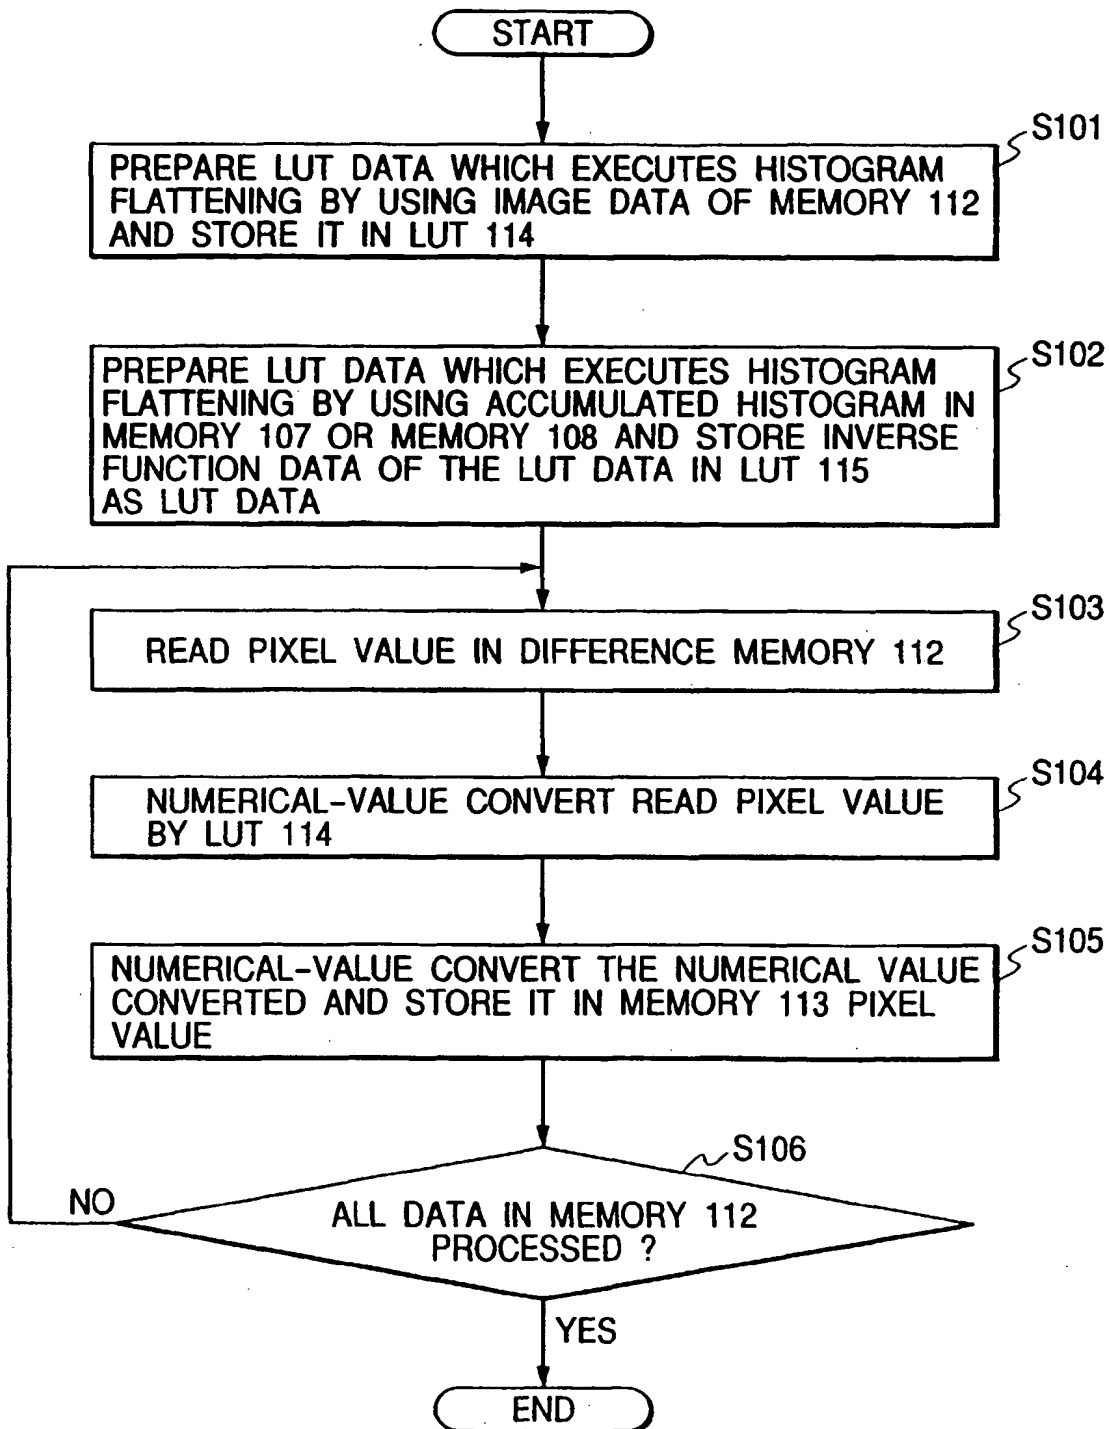 START
S101
PREPARE LUT DATA WHICH EXECUTES HISTOGRAM
FLATTENING BY USING IMAGE DATA OF MEMORY 112
AND STORE IT IN LUT 114
S102
PREPARE LUT DATA WHICH EXECUTES HISTOGRAM
FLATTENING BY USING ACCUMULATED HISTOGRAM IN
MEMORY 107 OR MEMORY 108 AND STORE INVERSE
FUNCTION DATA OF THE LUT DATA IN LUT 115
AS LUT DATA
S103
READ PIXEL VALUE IN DIFFERENCE MEMORY 112
S104
NUMERICAL-VALUE CONVERT READ PIXEL VALUE
BY LUT 114
S105
NUMERICAL-VALUE CONVERT THE NUMERICAL VALUE
CONVERTED AND STORE IT IN MEMORY 113 PIXEL
VALUE
S106
NO
ALL DATA IN MEMORY 112
PROCESSED ?
YES
END